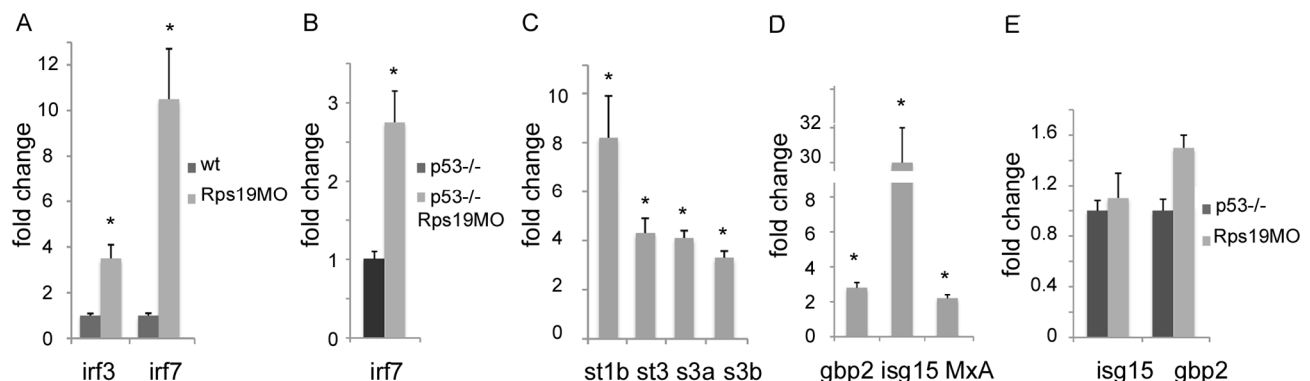 A
fold change
12
10
8
6
4
2
0
*
*
irf3 irf7
wt
Rps19MO
B
fold change
3
2
1
0
*
irf7
p53-/-
p53-/-
Rps19MO
C
fold change
10
8
6
4
2
0
*
*
*
*
st1b st3 s3a s3b
D
fold change
32
30
8
6
4
2
0
*
*
*
gbp2 isg15 MxA
E
fold change
1.6
1.2
0.8
0.4
0
isg15 gbp2
p53-/-
Rps19MO